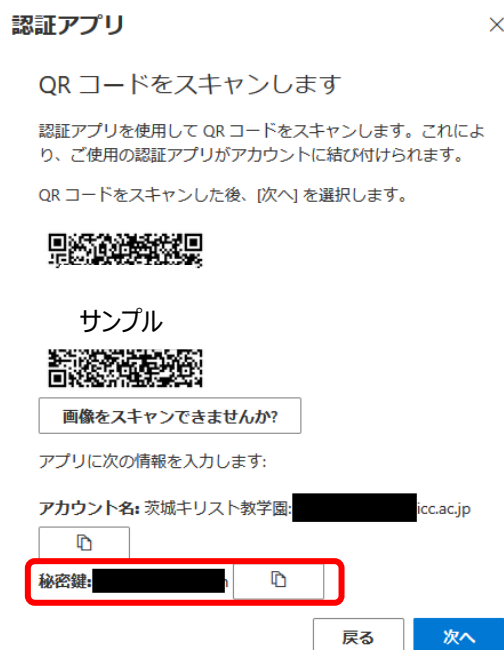 認証アプリ
QR コードをスキャンします
認証アプリを使用して QR コードをスキャンします。これによ
り、ご使用の認証アプリがアカウントに結び付けられます。
QR コードをスキャンした後、[次へ] を選択します。
サンプル
画像をスキャンできませんか?
アプリに次の情報を入力します:
アカウント名: 茨城キリスト教学園: icc.ac.jp
秘密鍵:
戻る 次へ